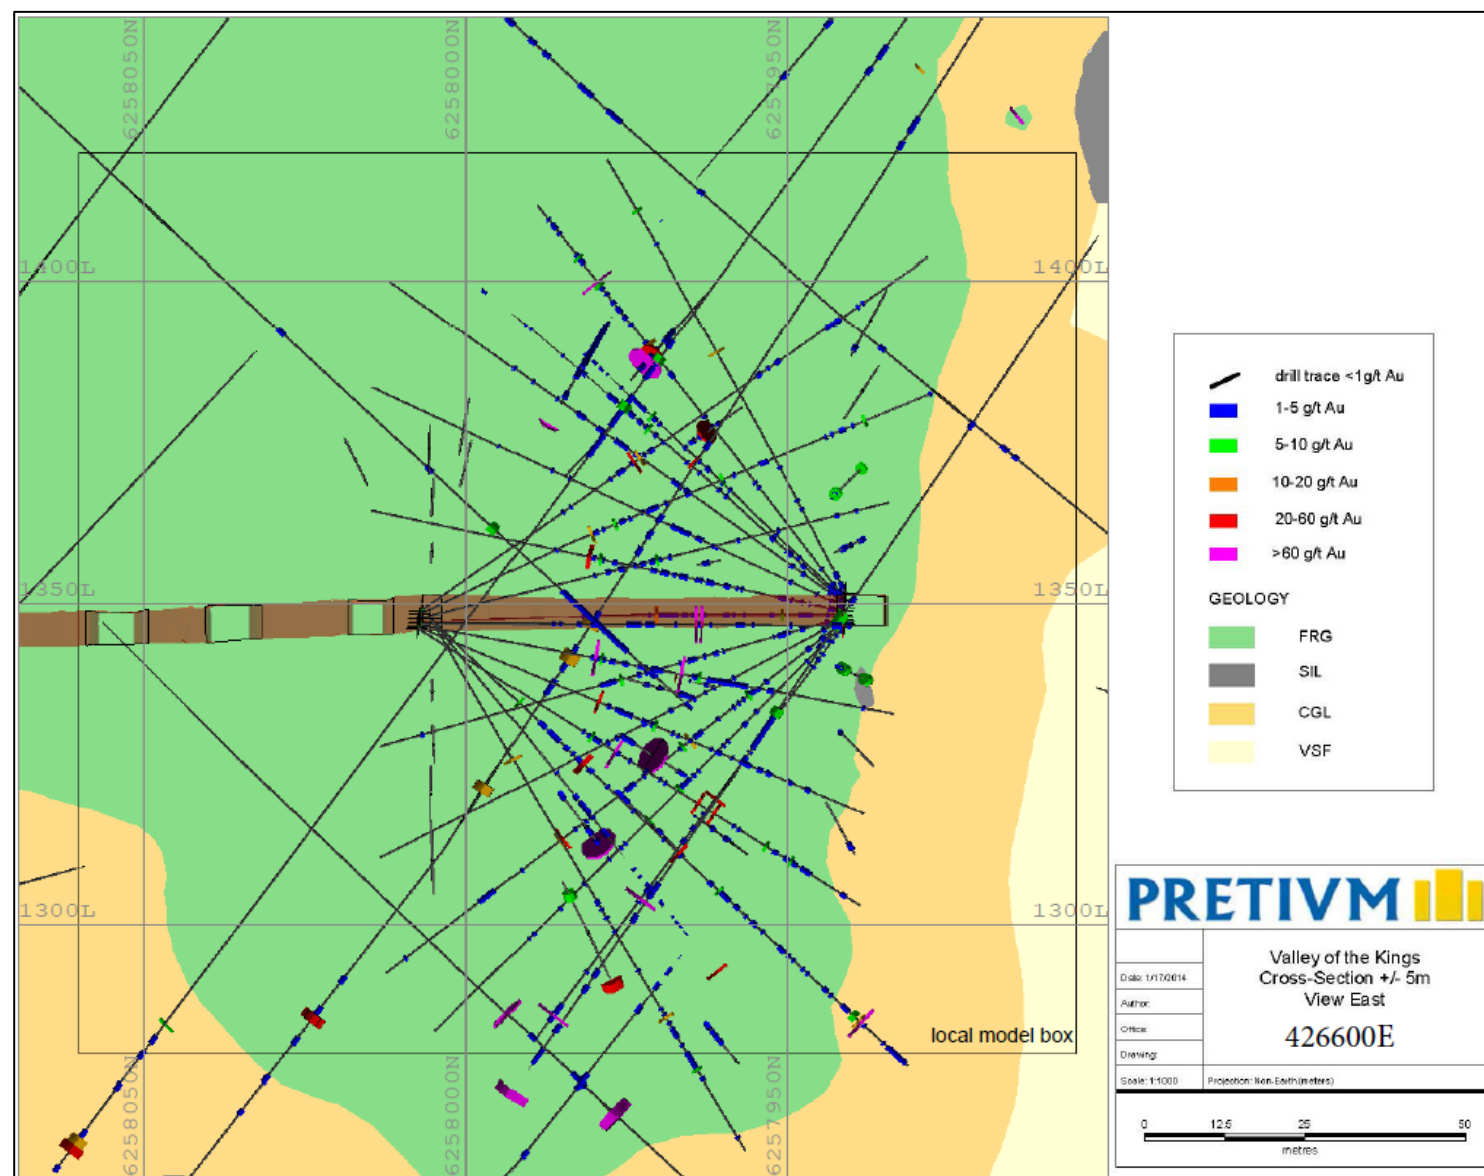 6258050N
6258000N
6257950N
1400L
1400L
1350L
1350L
1300L
1300L
local model box
6258050N
6258000N
6257950N
drill trace <1g/t Au
1-5 g/t Au
5-10 g/t Au
10-20 g/t Au
20-60 g/t Au
>60 g/t Au
GEOLOGY
FRG
SIL
CGL
VSF
PRETIVM
Valley of the Kings
Cross-Section +/- 5m
View East
426600E
Date: 1/17/2014
Author:
Office:
Drawing:
Scale: 1:1000
Projection: Non-Earth (meters)
0 12.5 25 50
metres